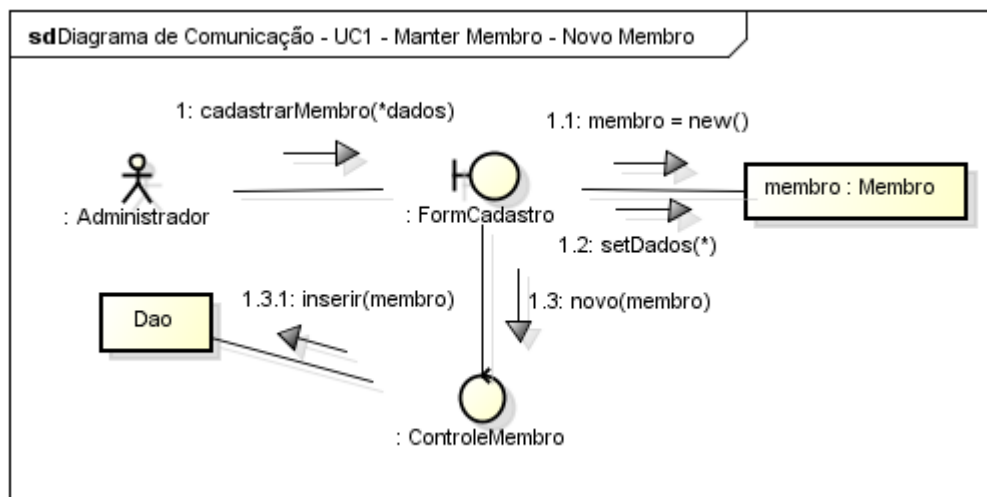 sdDiagrama de Comunicação - UC1 - Manter Membro - Novo Membro
1: cadastrarMembro(*dados)
1.1: membro = new()
: Administrador
: FormCadastro
membro : Membro
1.2: setDados(*)
1.3.1: inserir(membro)
1.3: novo(membro)
Dao
: ControleMembro